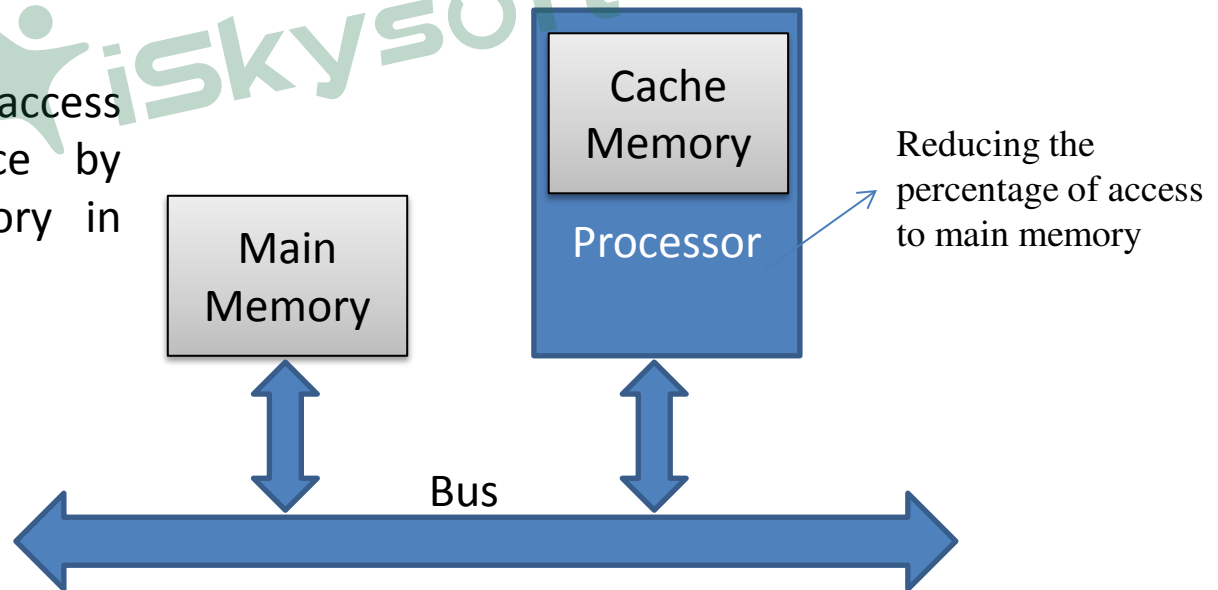 iSkysoft
access
ce by
ory in
Main
Memory
Cache
Memory
Processor
Reducing the
percentage of access
to main memory
Bus